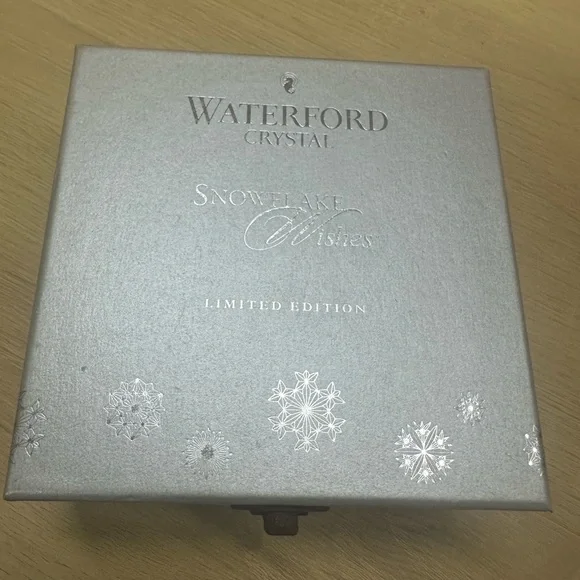 WATERFORD
CRYSTAL
SNOWFLAKE
Wishes
LIMITED EDITION